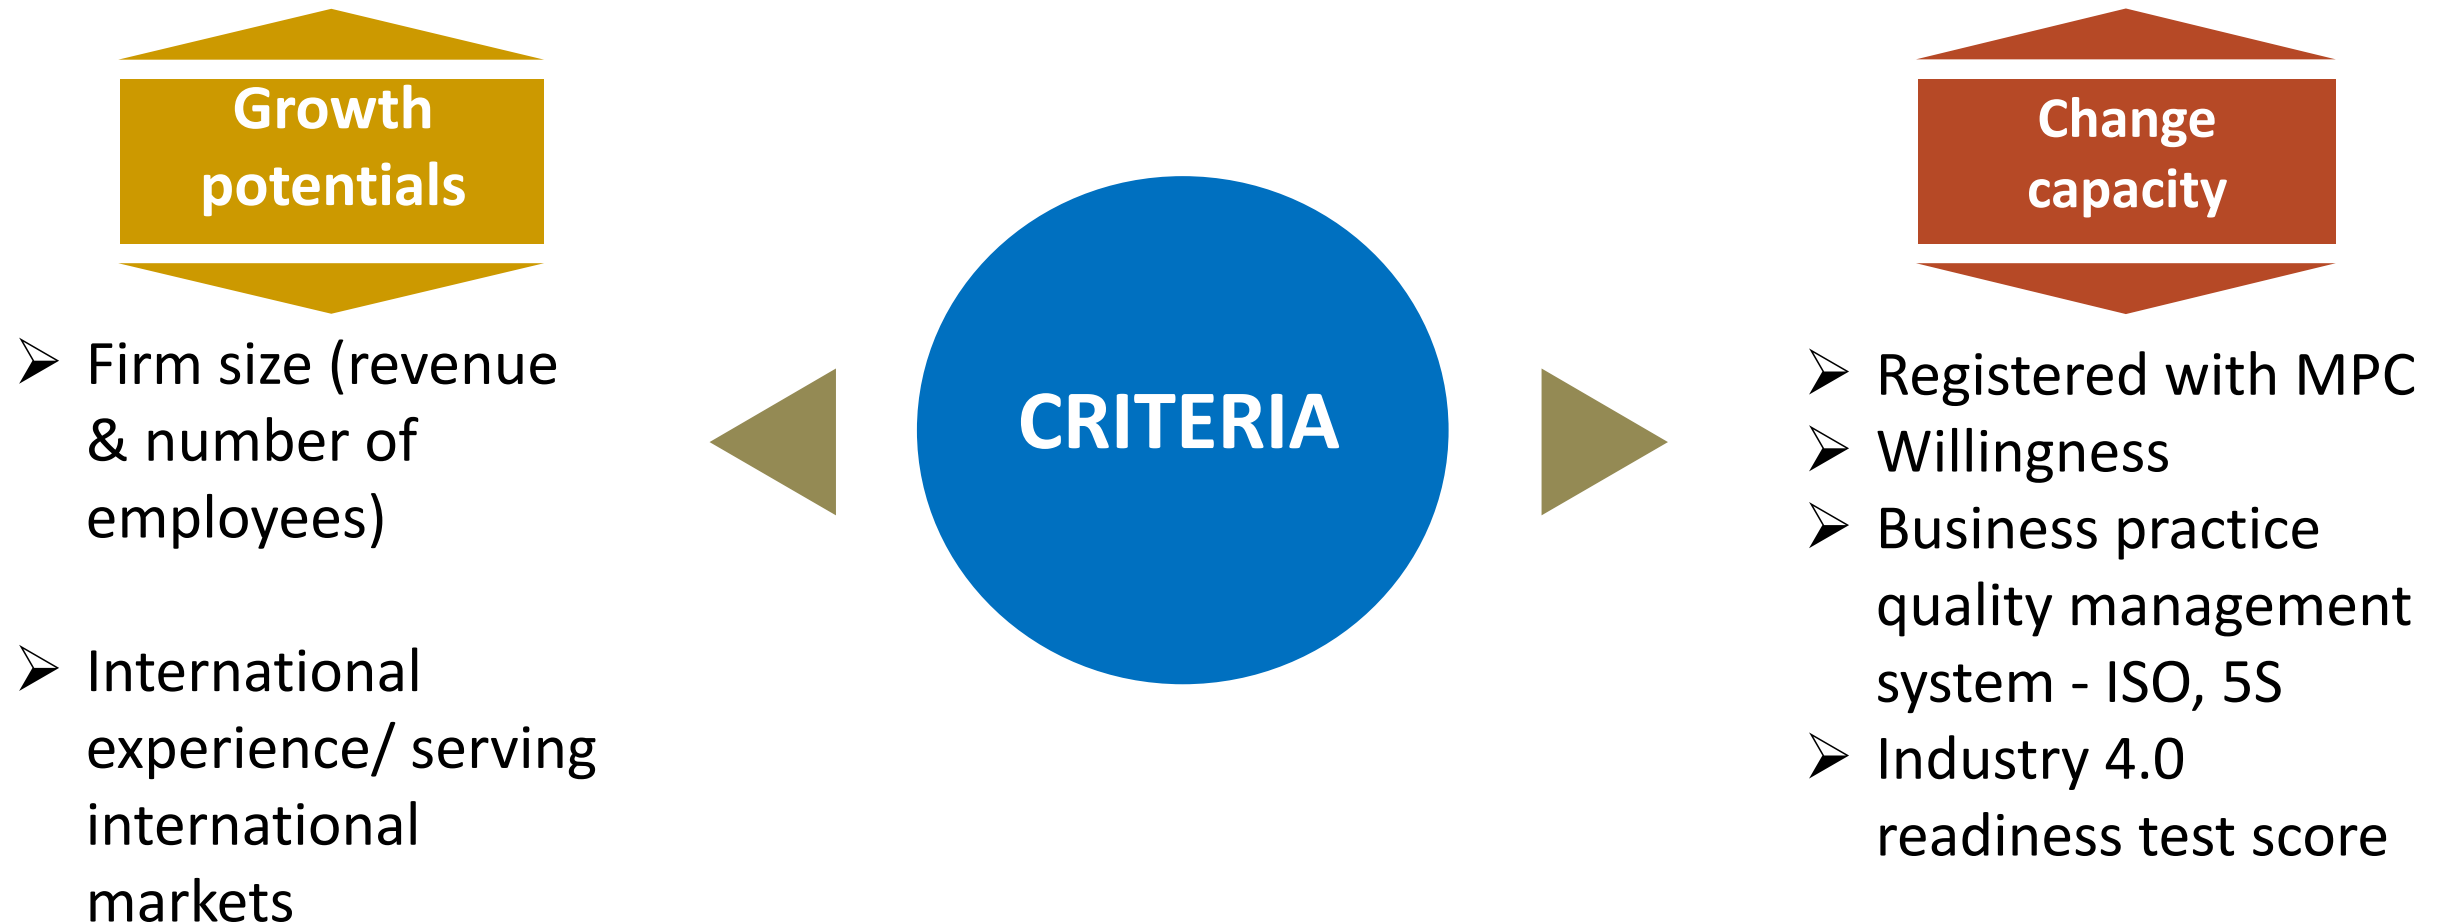 Growth
potentials
Firm size (revenue
& number of
employees)
International
experience/ serving
international
markets
CRITERIA
Change
capacity
Registered with MPC
Willingness
Business practice
quality management
system - ISO, 5S
Industry 4.0
readiness test score